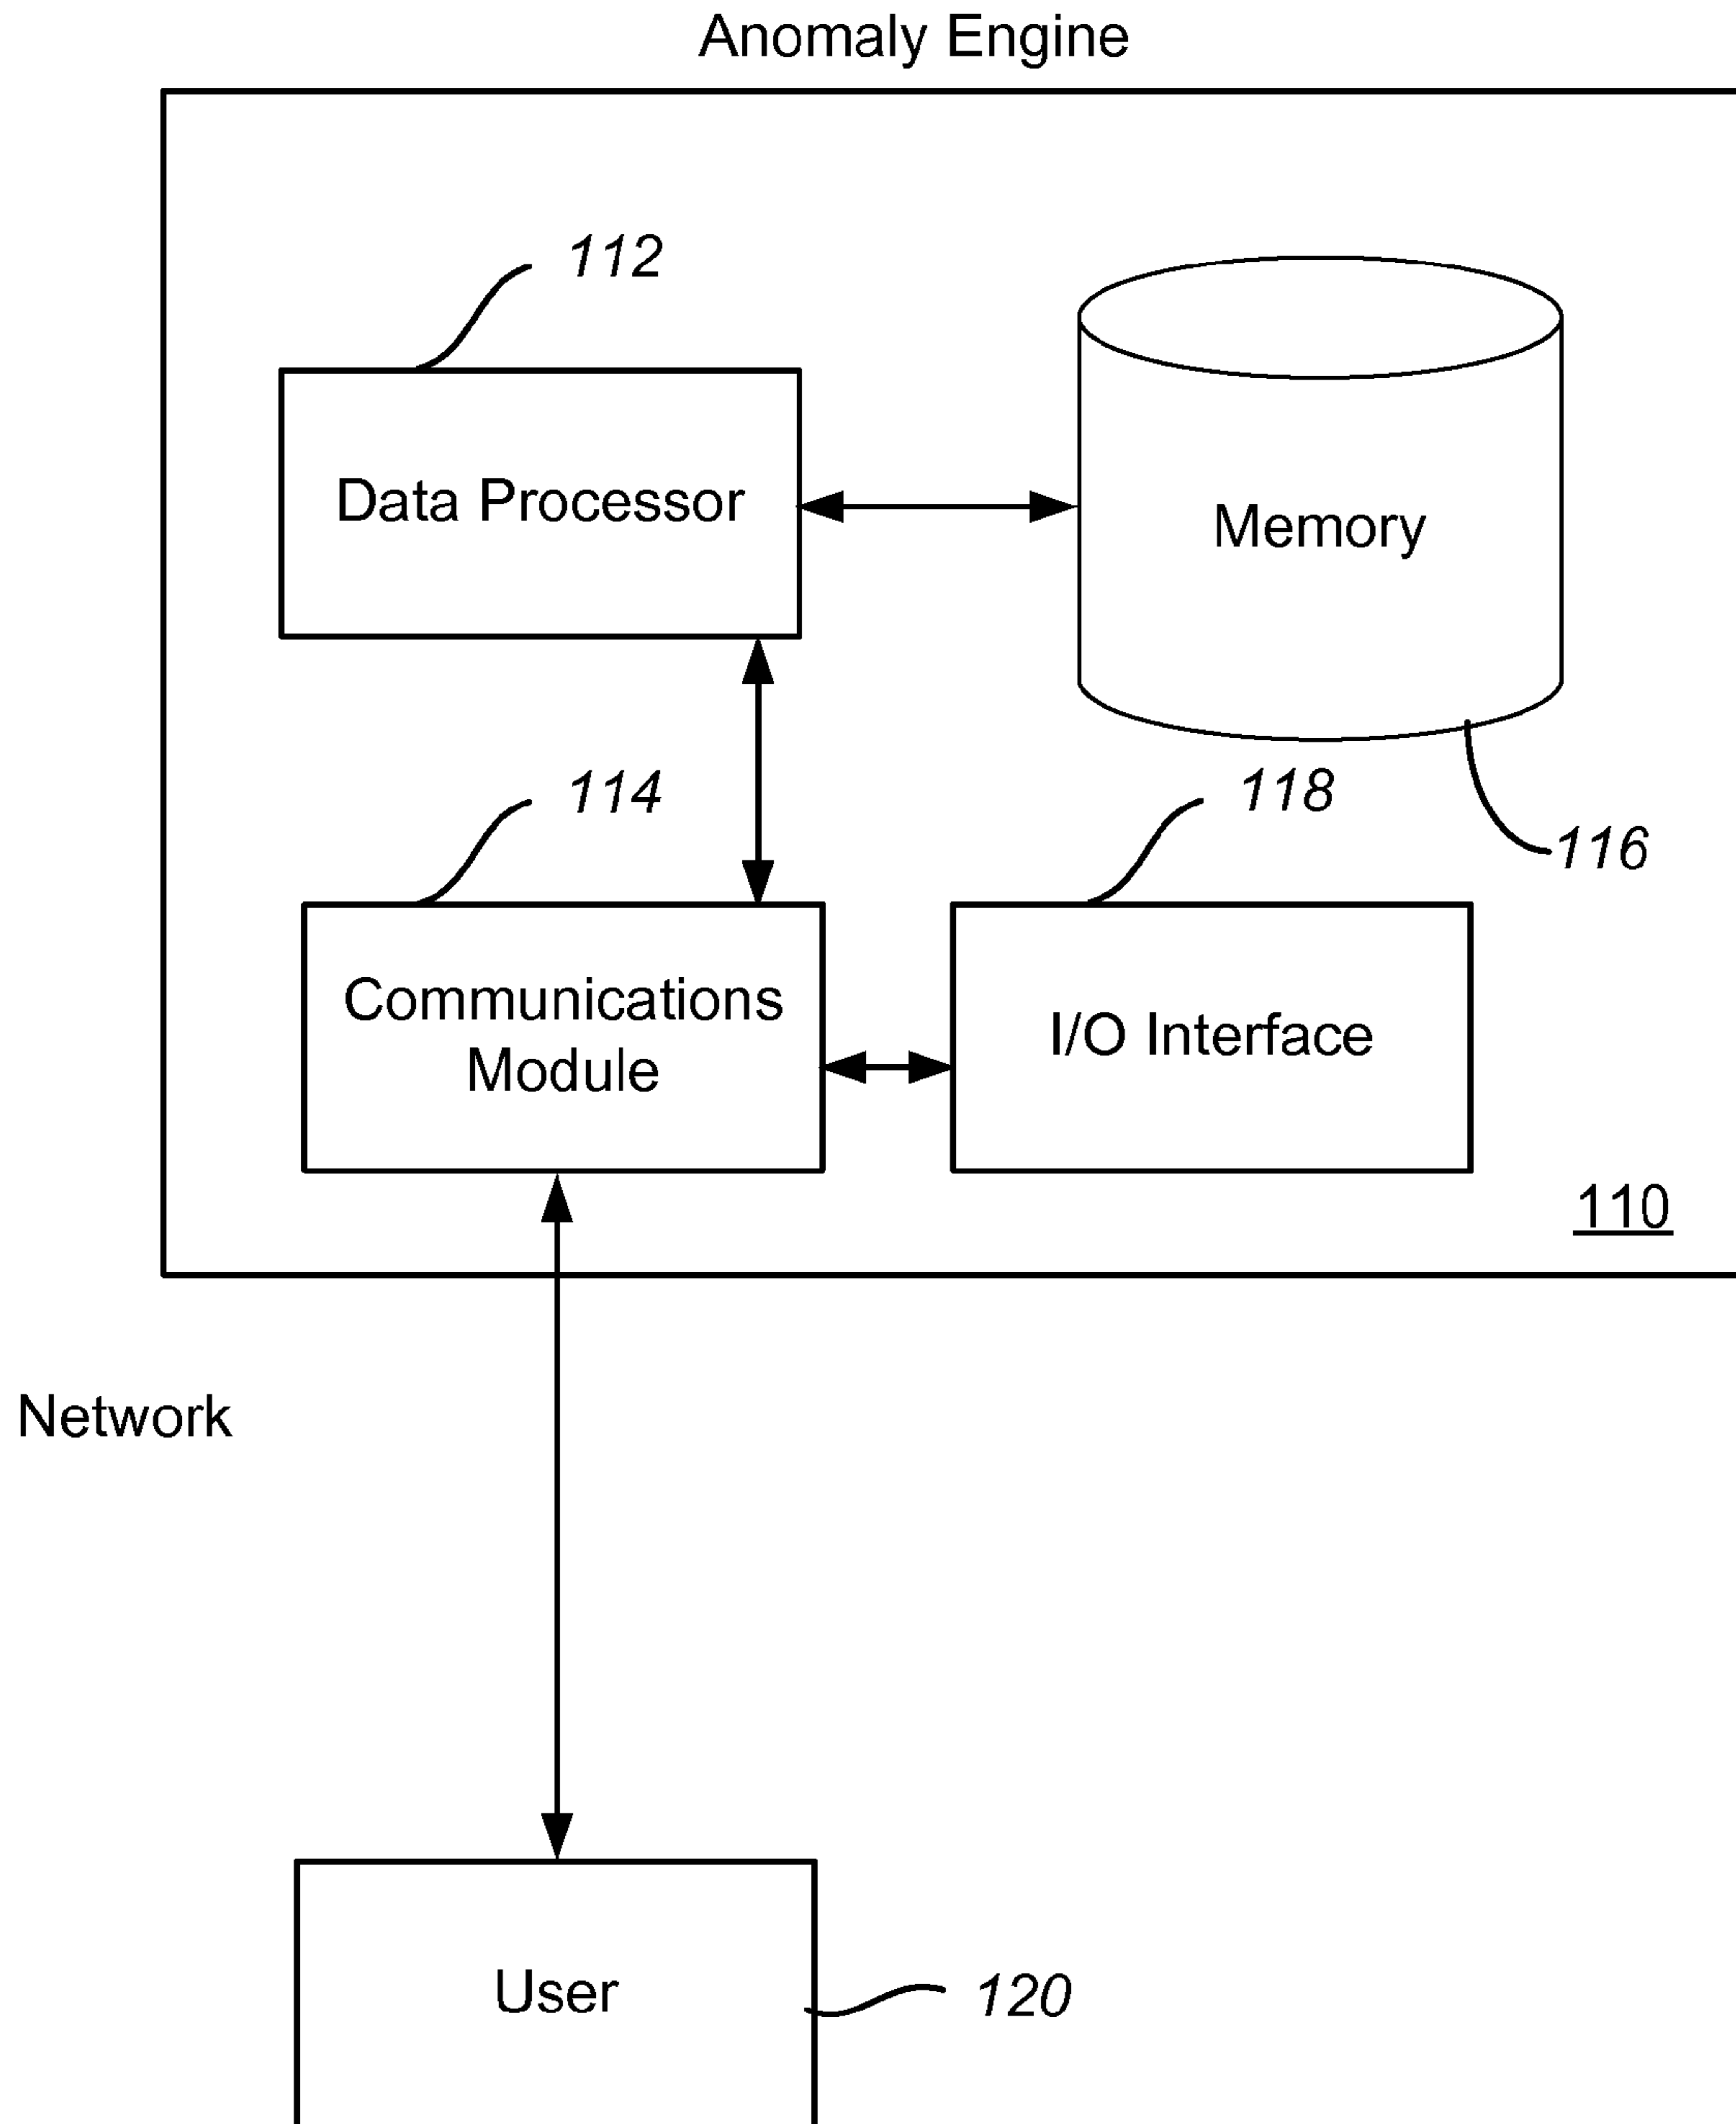 Anomaly Engine
112
Data Processor
Memory
114
118
116
Communications
Module
I/O Interface
110
Network
User
120